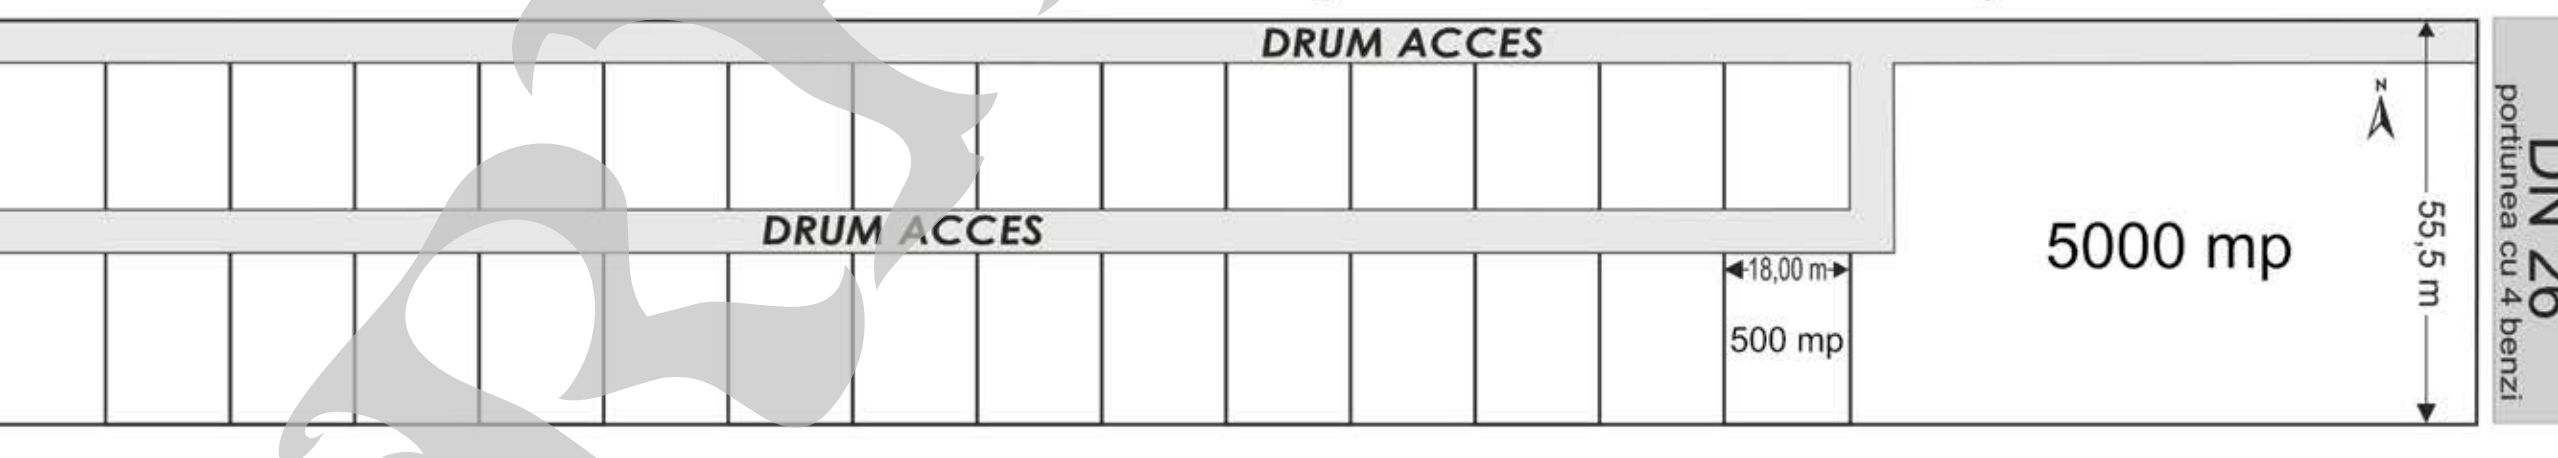 DRUM ACCES
N
DRUM ACCES
18,00 m
500 mp
5000 mp
55,5 m
DN 26
portiunea cu 4 benzi